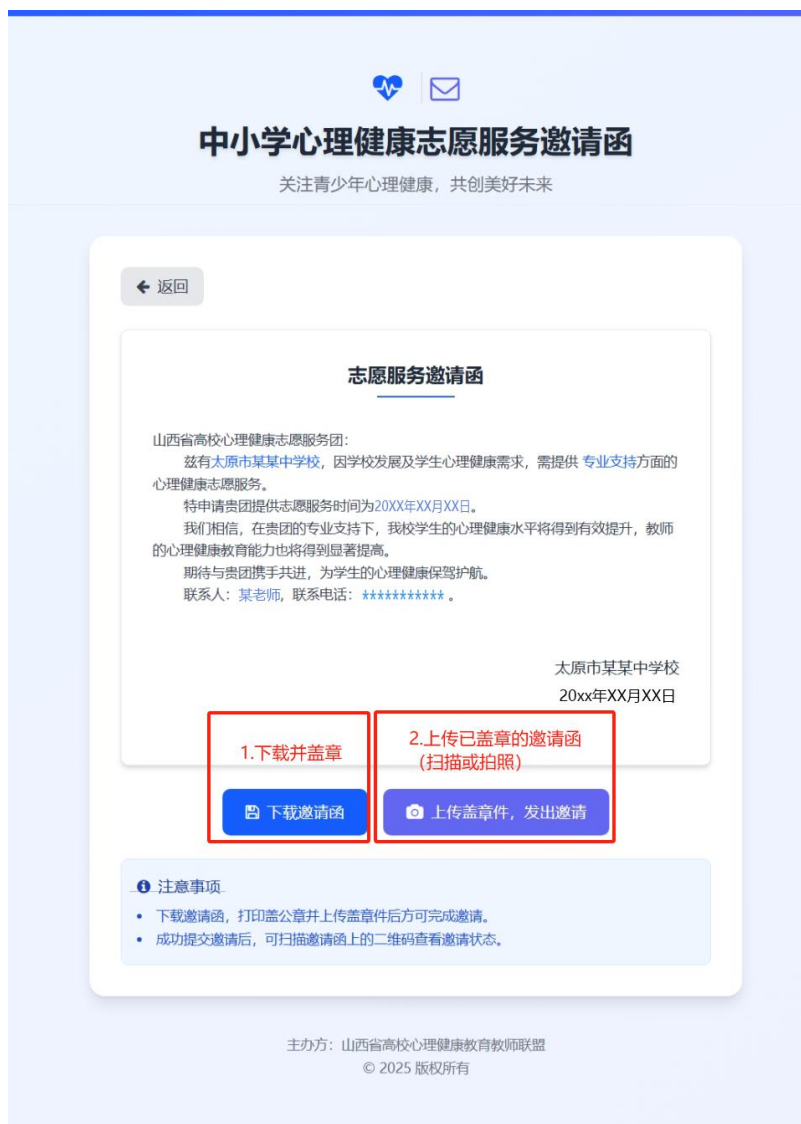 中小学心理健康志愿服务邀请函
关注青少年心理健康，共创美好未来
返回
志愿服务邀请函
山西省高校心理健康志愿服务团：
兹有太原市某某中学校，因学校发展及学生心理健康需求，需提供 专业支持方面的
心理健康志愿服务。
特申请贵团提供志愿服务时间为20XX年XX月XX日。
我们相信，在贵团的专业支持下，我校学生的心理健康水平将得到有效提升，教师
的心理健康教育能力也将得到显著提高。
期待与贵团携手共进，为学生的心理健康保驾护航。
联系人：某老师，联系电话：*********** 。
太原市某某中学校
20xx年XX月XX日
1.下载并盖章
2.上传已盖章的邀请函
（扫描或拍照）
下载邀请函
上传盖章件，发出邀请
注意事项
• 下载邀请函，打印盖公章并上传盖章件后方可完成邀请。
• 成功提交邀请后，可扫描邀请函上的二维码查看邀请状态。
主办方：山西省高校心理健康教育教师联盟
© 2025 版权所有